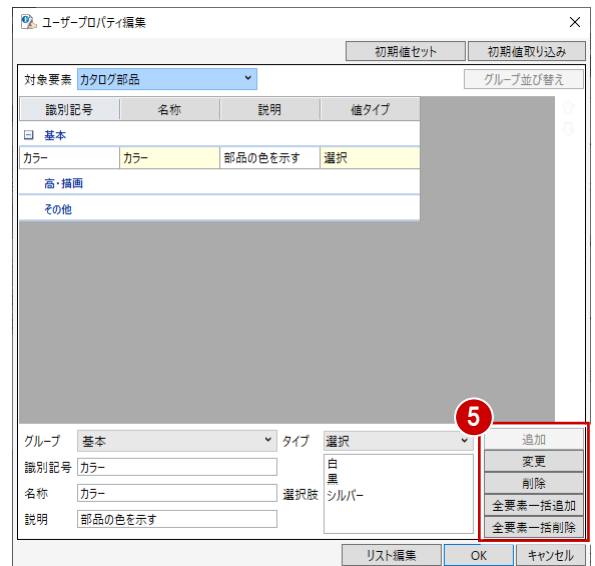 ユーザープロパティ編集
初期値セット 初期値取り込み
対象要素 カタログ部品 グループ並び替え
識別記号 名称 説明 値タイプ
基本
カラー カラー 部品の色を示す 選択
高・描画
その他
5
グループ 基本 タイプ 選択 追加
識別記号 カラー 白 変更
黒 削除
名称 カラー 選択肢 シルバー 全要素一括追加
説明 部品の色を示す 全要素一括削除
リスト編集 OK キャンセル